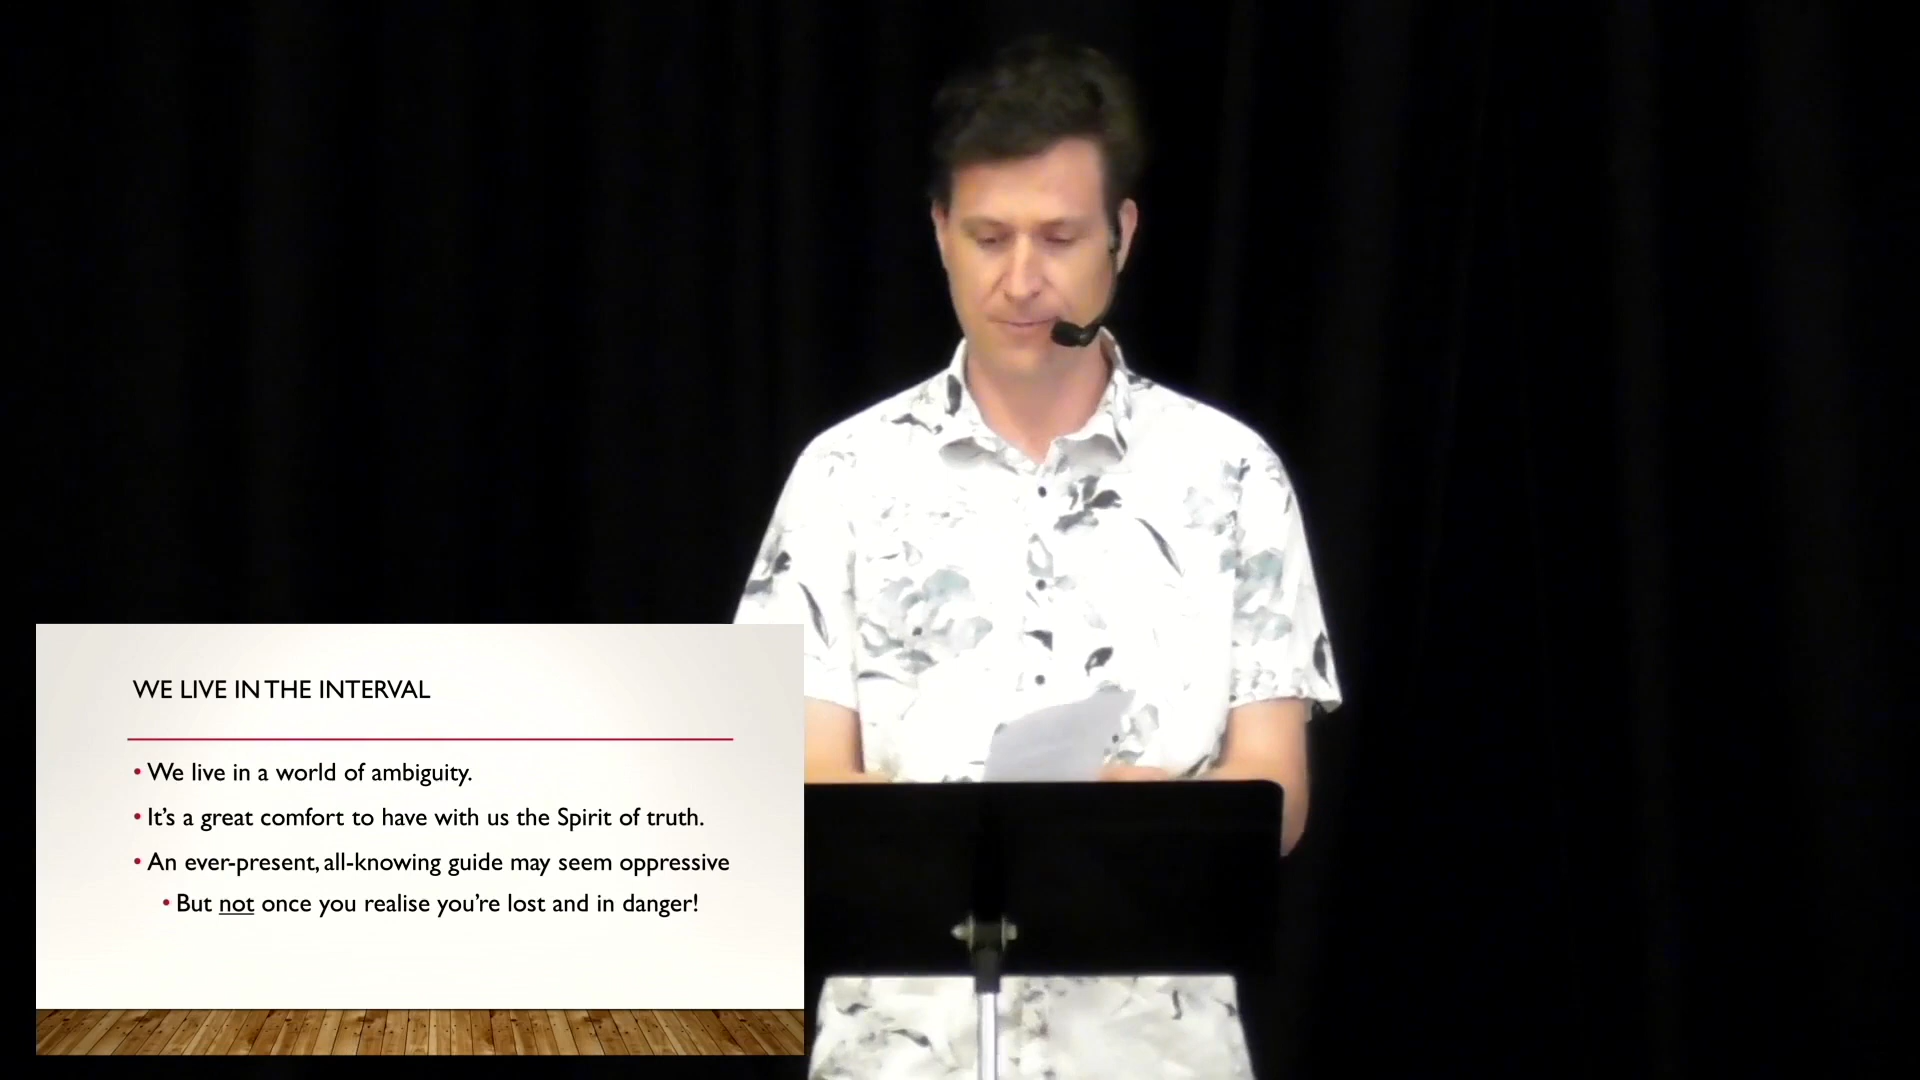 WE LIVE IN THE INTERVAL
• We live in a world of ambiguity.
• It’s a great comfort to have with us the Spirit of truth.
• An ever-present, all-knowing guide may seem oppressive
• But not once you realise you’re lost and in danger!